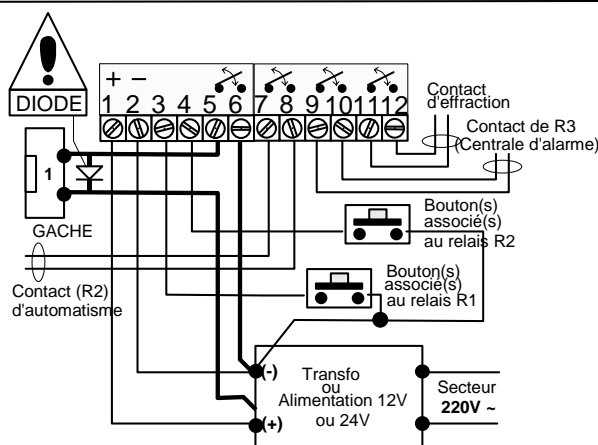 !
DIODE
+ −
1 2 3 4 5 6 7 8 9 10 11 12
Contact
d'effraction
Contact de R3
(Centrale d'alarme)
1
GACHE
Bouton(s)
associé(s)
au relais R2
Contact (R2)
d'automatisme
Bouton(s)
associé(s)
au relais R1
(-)
Transfo
ou
Alimentation 12V
ou 24V
(+)
Secteur
220V ~